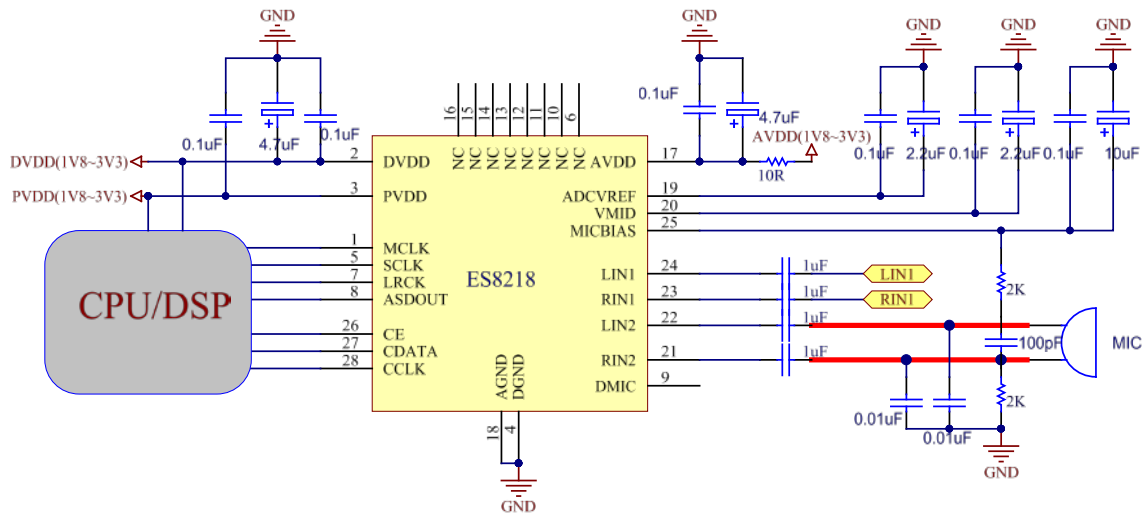 GND
GND
GND
GND
GND
0.1uF
4.7uF
0.1uF
0.1uF
4.7uF
AVDD(1V8~3V3)
10R
0.1uF
2.2uF
0.1uF
2.2uF
0.1uF
10uF
16
15
14
13
12
11
10
6
NC
NC
NC
NC
NC
NC
NC
NC
DVDD(1V8~3V3)
2
DVDD
AVDD
17
PVDD(1V8~3V3)
3
PVDD
ADCVREF
19
VMID
20
MICBIAS
25
CPU/DSP
1
MCLK
5
SCLK
7
LRCK
8
ASDOUT
26
CE
27
CDATA
28
CCLK
ES8218
LIN1
24
1uF
LIN1
RIN1
23
1uF
RIN1
LIN2
22
1uF
RIN2
21
1uF
DMIC
9
2K
100pF
MIC
2K
0.01uF
0.01uF
GND
AGND
DGND
18
4
GND